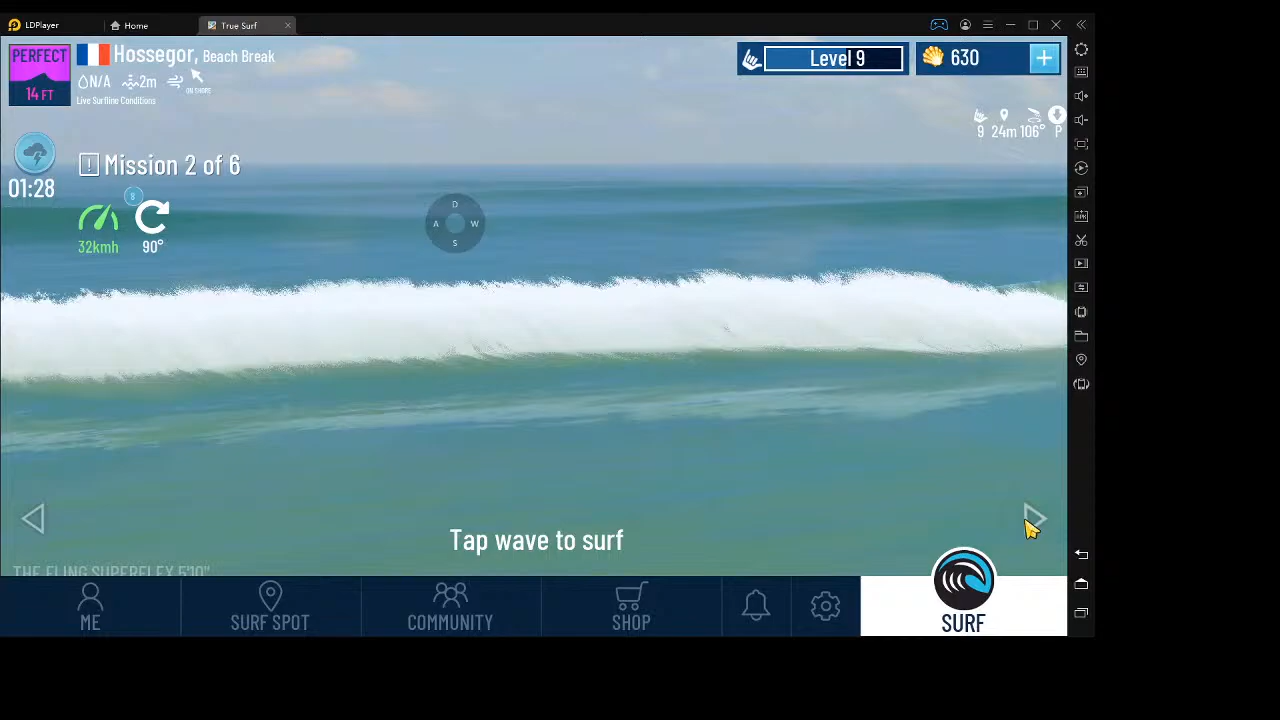 LDPlayer
Home
True Surf
PERFECT
14 FT
Hossegor, Beach Break
N/A 2m
ON SHORE
Live Surfline Conditions
Level 9
630
9 24m 106° P
01:28
Mission 2 of 6
8
32kmh 90°
D
A W
S
Tap wave to surf
THE FLING SUPERFLEX 5'10"
ME
SURF SPOT
COMMUNITY
SHOP
SURF